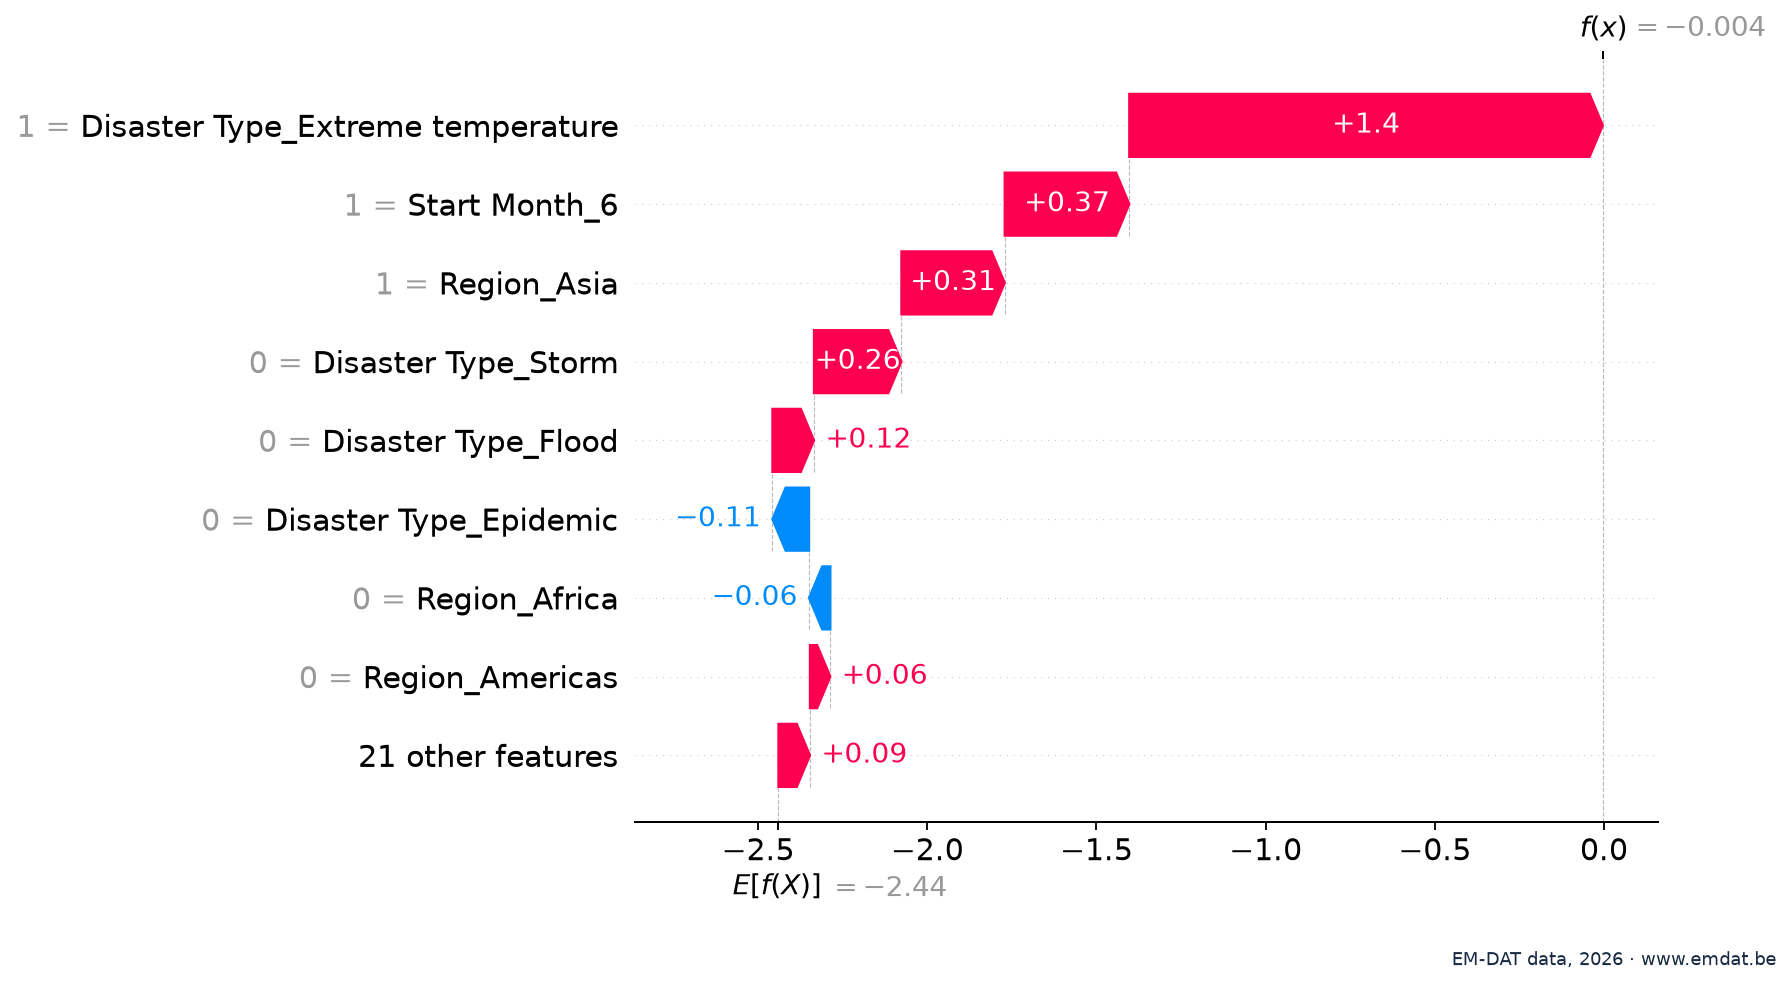 f(x) = −0.004
1 = Disaster Type_Extreme temperature +1.4
1 = Start Month_6 +0.37
1 = Region_Asia +0.31
0 = Disaster Type_Storm +0.26
0 = Disaster Type_Flood +0.12
0 = Disaster Type_Epidemic −0.11
0 = Region_Africa −0.06
0 = Region_Americas +0.06
21 other features +0.09
−2.5 −2.0 −1.5 −1.0 −0.5 0.0
E[f(X)] = −2.44
EM-DAT data, 2026 · www.emdat.be